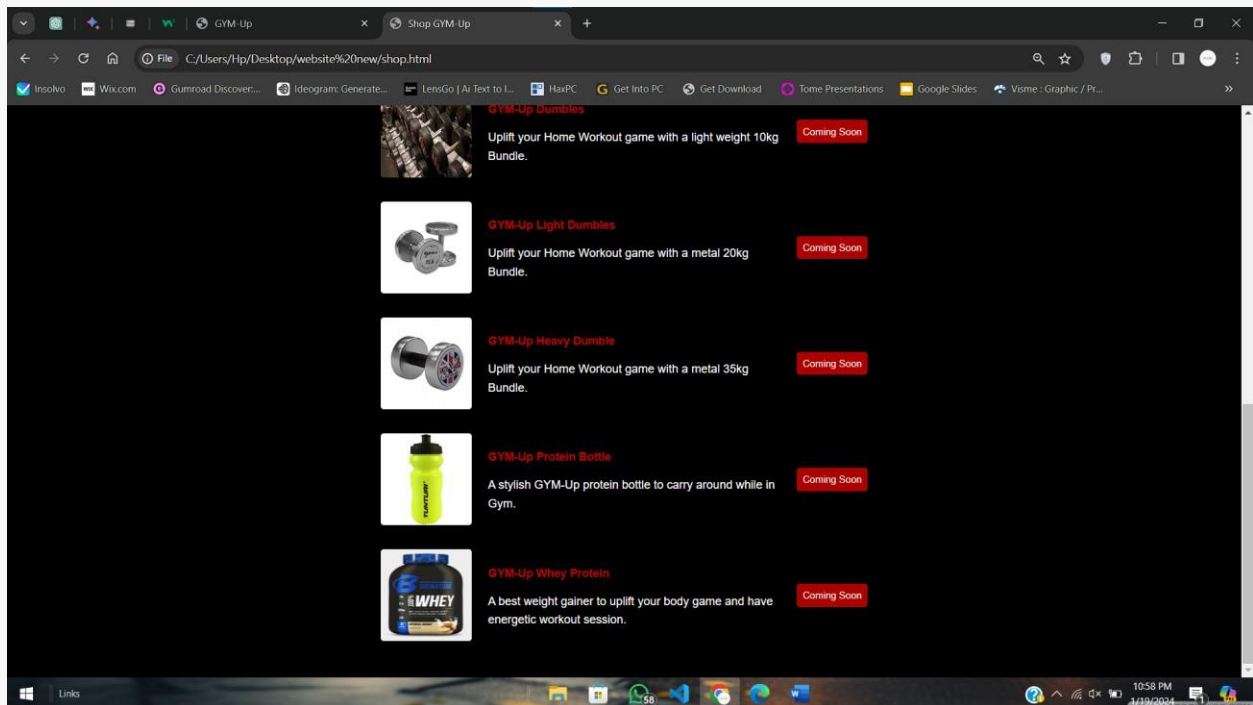 GYM-Up
Shop GYM-Up
File C:/Users/Hp/Desktop/website%20new/shop.html
Insolvo
WIX Wix.com
Gumroad Discover:...
Ideogram: Generate...
LensGo | Ai Text to I...
HaxPC
Get Into PC
Get Download
Tome Presentations
Google Slides
Visme : Graphic / Pr...
GYM-Up Dumbles
Uplift your Home Workout game with a light weight 10kg
Bundle.
Coming Soon
GYM-Up Light Dumbles
Uplift your Home Workout game with a metal 20kg
Bundle.
Coming Soon
GYM-Up Heavy Dumble
Uplift your Home Workout game with a metal 35kg
Bundle.
Coming Soon
TUNTURI
GYM-Up Protein Bottle
A stylish GYM-Up protein bottle to carry around while in
Gym.
Coming Soon
WHEY
GYM-Up Whey Protein
A best weight gainer to uplift your body game and have
energetic workout session.
Coming Soon
Links
58
10:58 PM
1/19/2024